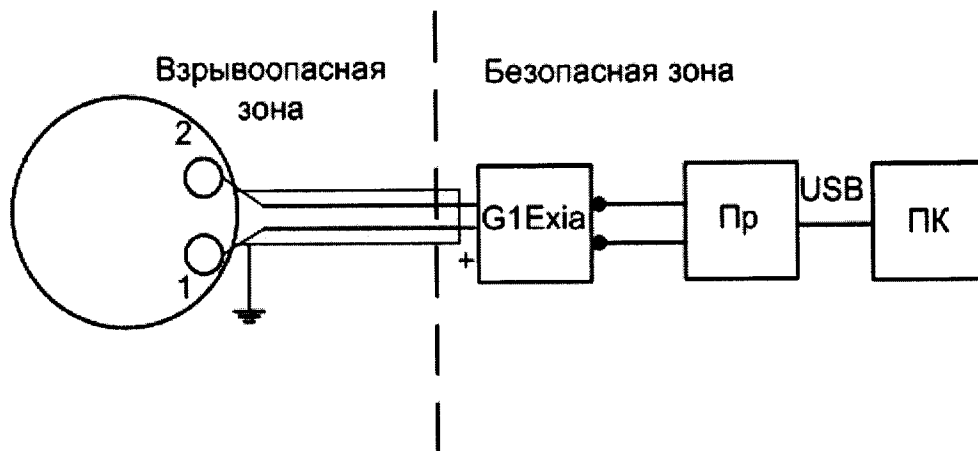 Взрывоопасная
зона
Безопасная зона
2
1
+
G1Exia
Пр
USB
ПК